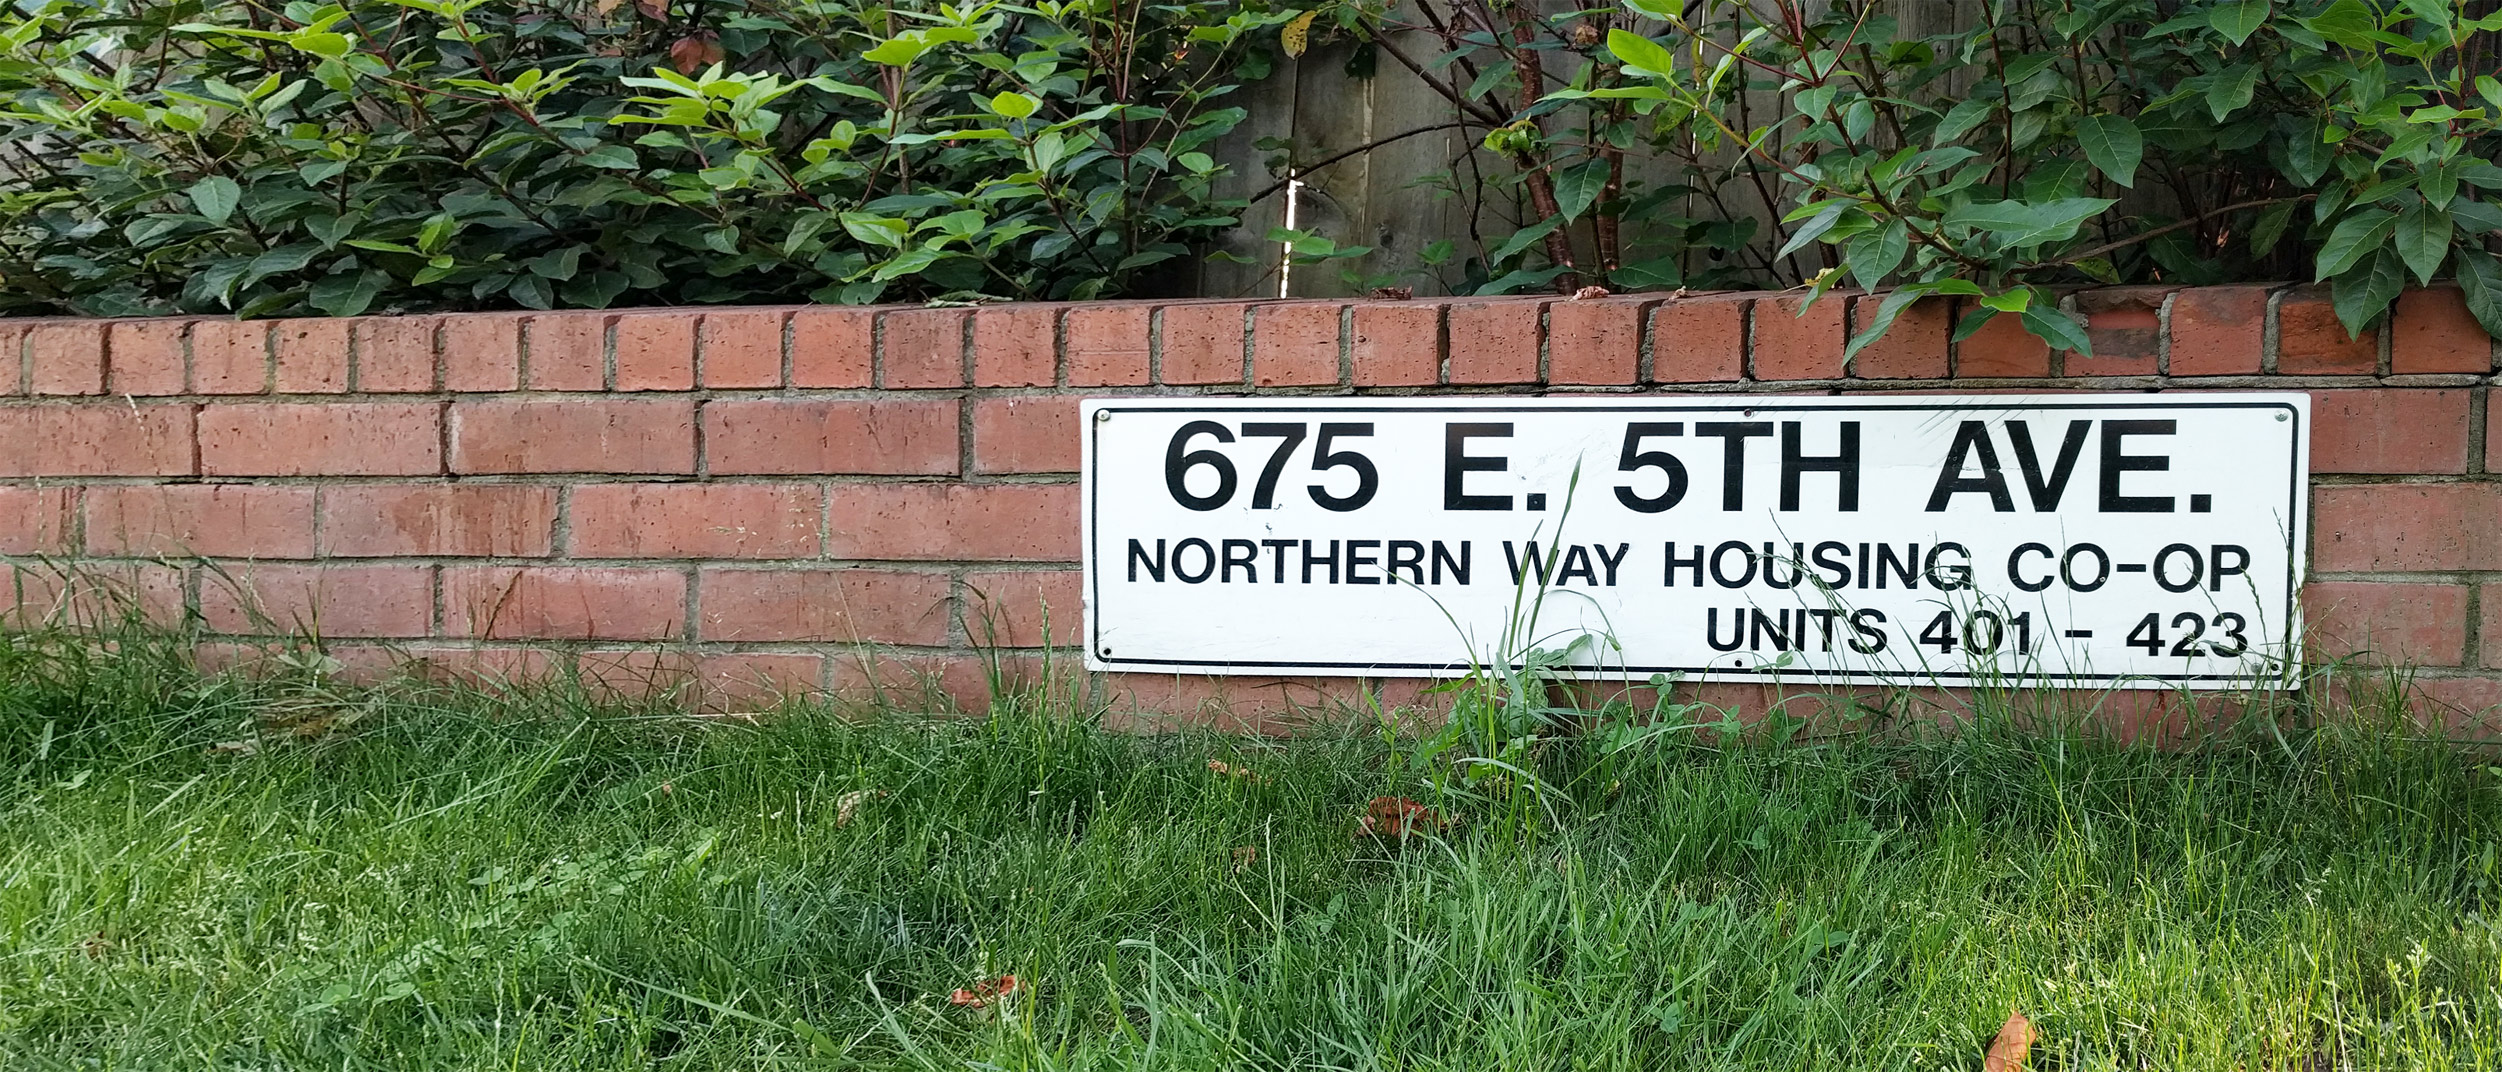 675 E. 5TH AVE.
NORTHERN WAY HOUSING CO-OP
UNITS 401 - 423